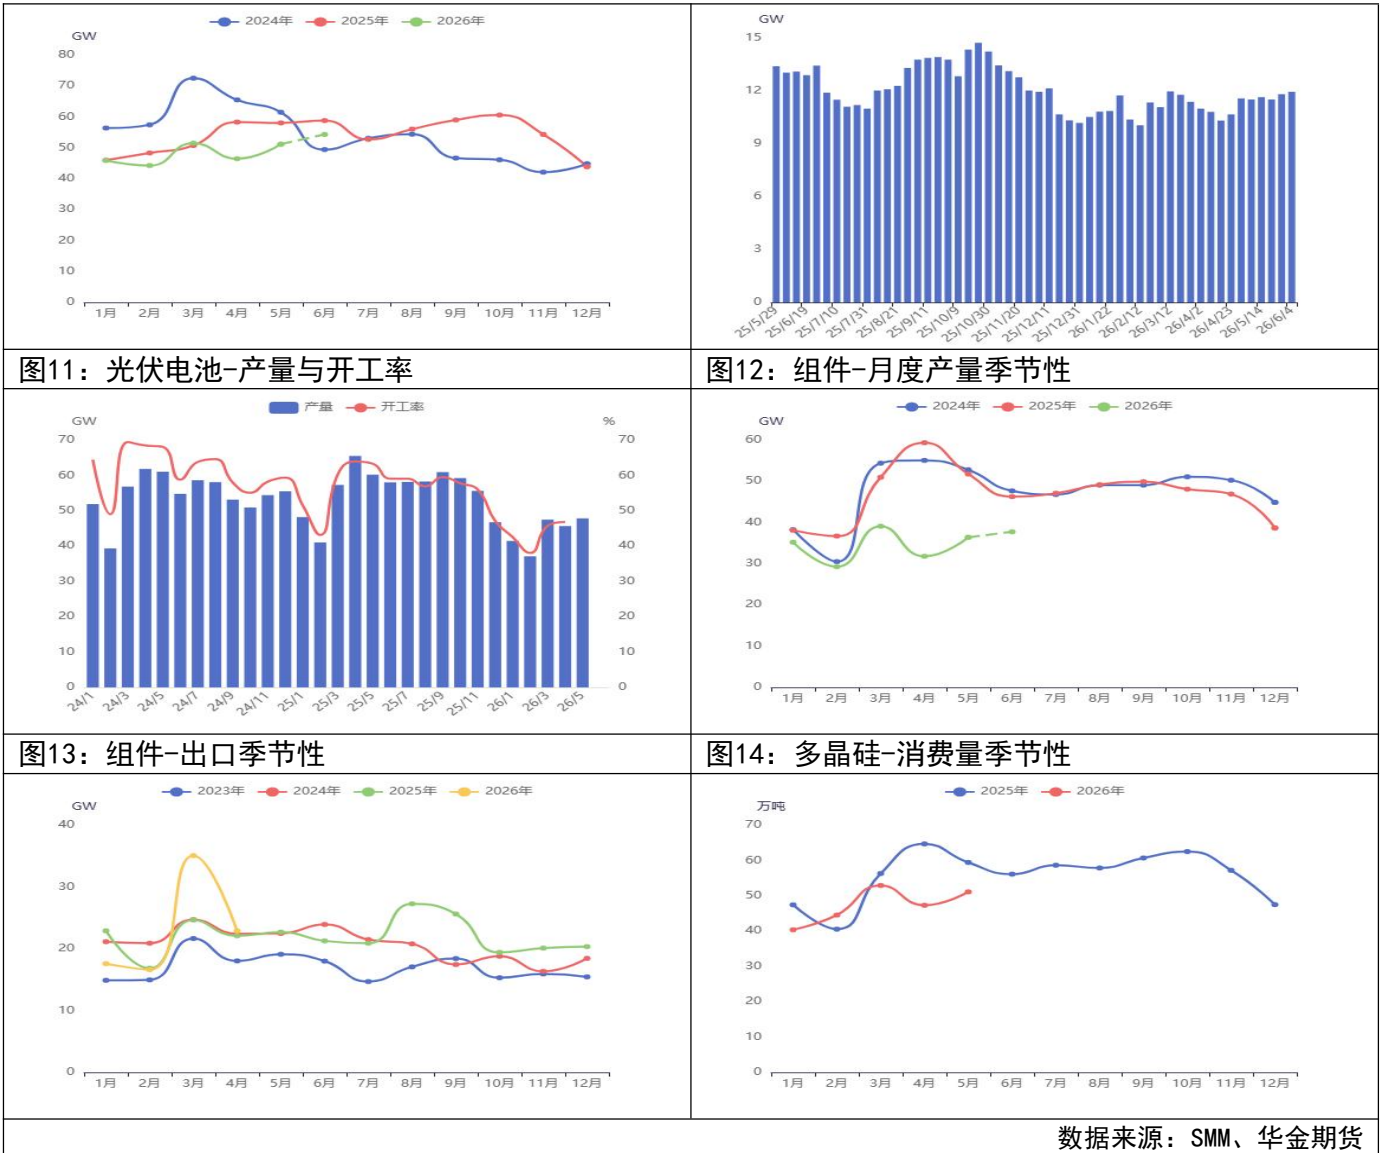 2024年 2025年 2026年
GW
80
70
60
50
40
30
20
10
0
1月 2月 3月 4月 5月 6月 7月 8月 9月 10月 11月 12月
GW
15
12
9
6
3
0
25/5/29 25/6/19 25/7/10 25/7/31 25/8/21 25/9/11 25/10/9 25/10/30 25/11/20 25/12/11 25/12/31 26/1/22 26/2/12 26/3/12 26/4/2 26/4/23 26/5/14 26/6/4
图11：光伏电池-产量与开工率
图12：组件-月度产量季节性
产量 开工率
GW %
70 70
60 60
50 50
40 40
30 30
20 20
10 10
0 0
24/1 24/3 24/5 24/7 24/9 24/11 25/1 25/3 25/5 25/7 25/9 25/11 26/1 26/3 26/5
2024年 2025年 2026年
GW
60
50
40
30
20
10
0
1月 2月 3月 4月 5月 6月 7月 8月 9月 10月 11月 12月
图13：组件-出口季节性
图14：多晶硅-消费量季节性
2023年 2024年 2025年 2026年
GW
40
30
20
10
0
1月 2月 3月 4月 5月 6月 7月 8月 9月 10月 11月 12月
2025年 2026年
万吨
70
60
50
40
30
20
10
0
1月 2月 3月 4月 5月 6月 7月 8月 9月 10月 11月 12月
数据来源：SMM、华金期货